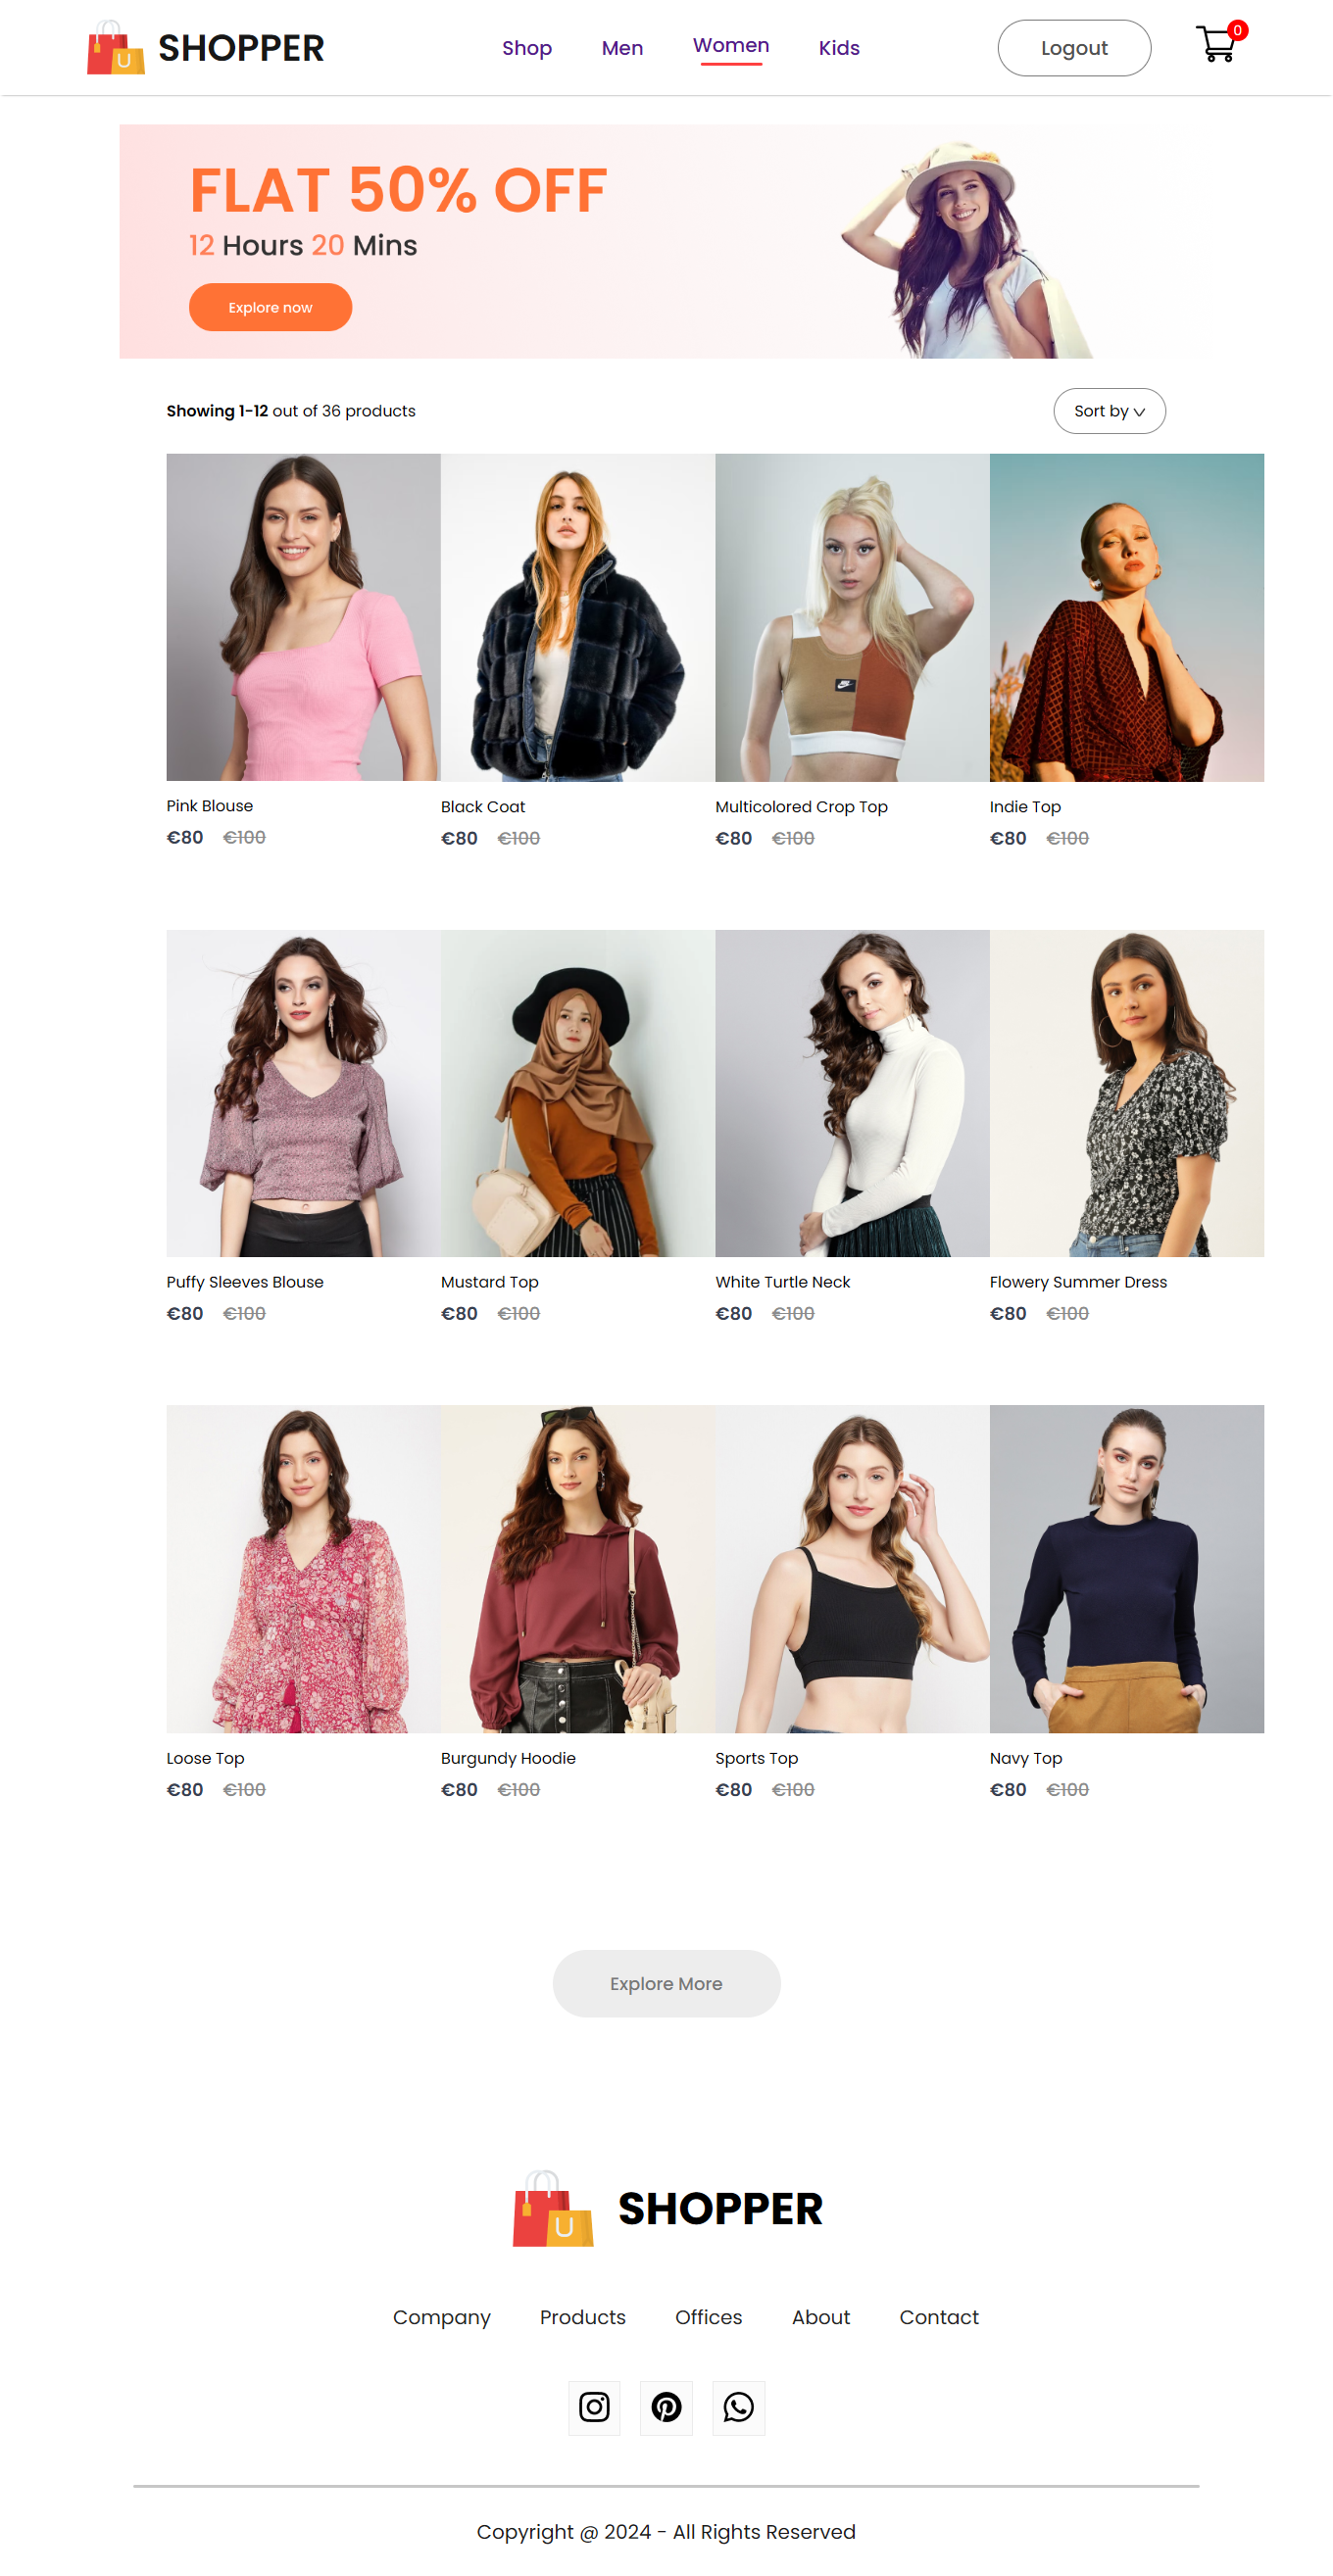 SHOPPER
Shop Men Women Kids
Logout
0
FLAT 50% OFF
12 Hours 20 Mins
Explore now
Showing 1-12 out of 36 products
Sort by
Pink Blouse
€80 €100
Black Coat
€80 €100
Multicolored Crop Top
€80 €100
Indie Top
€80 €100
Puffy Sleeves Blouse
€80 €100
Mustard Top
€80 €100
White Turtle Neck
€80 €100
Flowery Summer Dress
€80 €100
Loose Top
€80 €100
Burgundy Hoodie
€80 €100
Sports Top
€80 €100
Navy Top
€80 €100
Explore More
U
SHOPPER
Company Products Offices About Contact
Copyright @ 2024 - All Rights Reserved